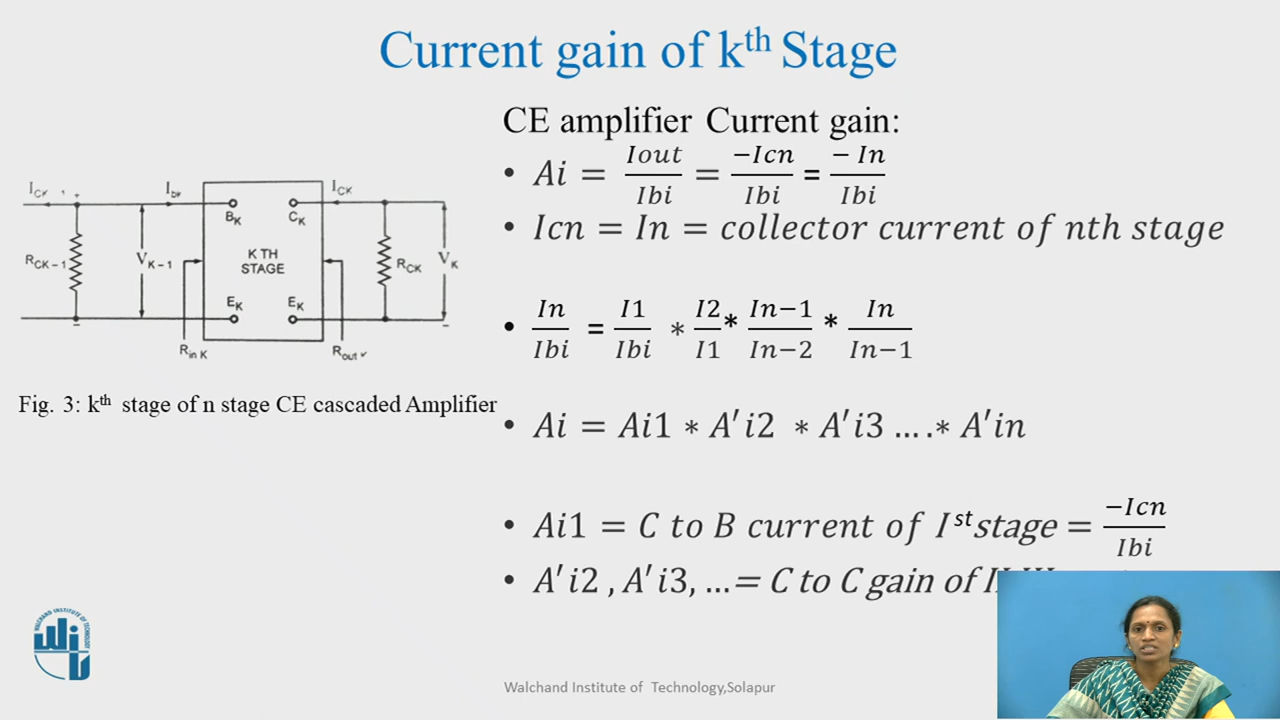 Current gain of kth Stage
CE amplifier Current gain:
• Ai = Iout/Ibi = −Icn/Ibi = − In/Ibi
• Icn = In = collector current of nth stage
• In/Ibi = I1/Ibi * I2/I1 * In−1/In−2 * In/In−1
• Ai = Ai1 * A′i2 * A′i3 … .* A′in
• Ai1 = C to B current of Ist stage = −Icn/Ibi
• A′i2 , A′i3, … = C to C gain of
ICK
BK
CK
RCK−1
VK−1
K TH
STAGE
RCK
VK
EK
EK
Rin K
Rout
Fig. 3: kth stage of n stage CE cascaded Amplifier
WALCHAND INSTITUTE OF TECHNOLOGY
Walchand Institute of Technology,Solapur